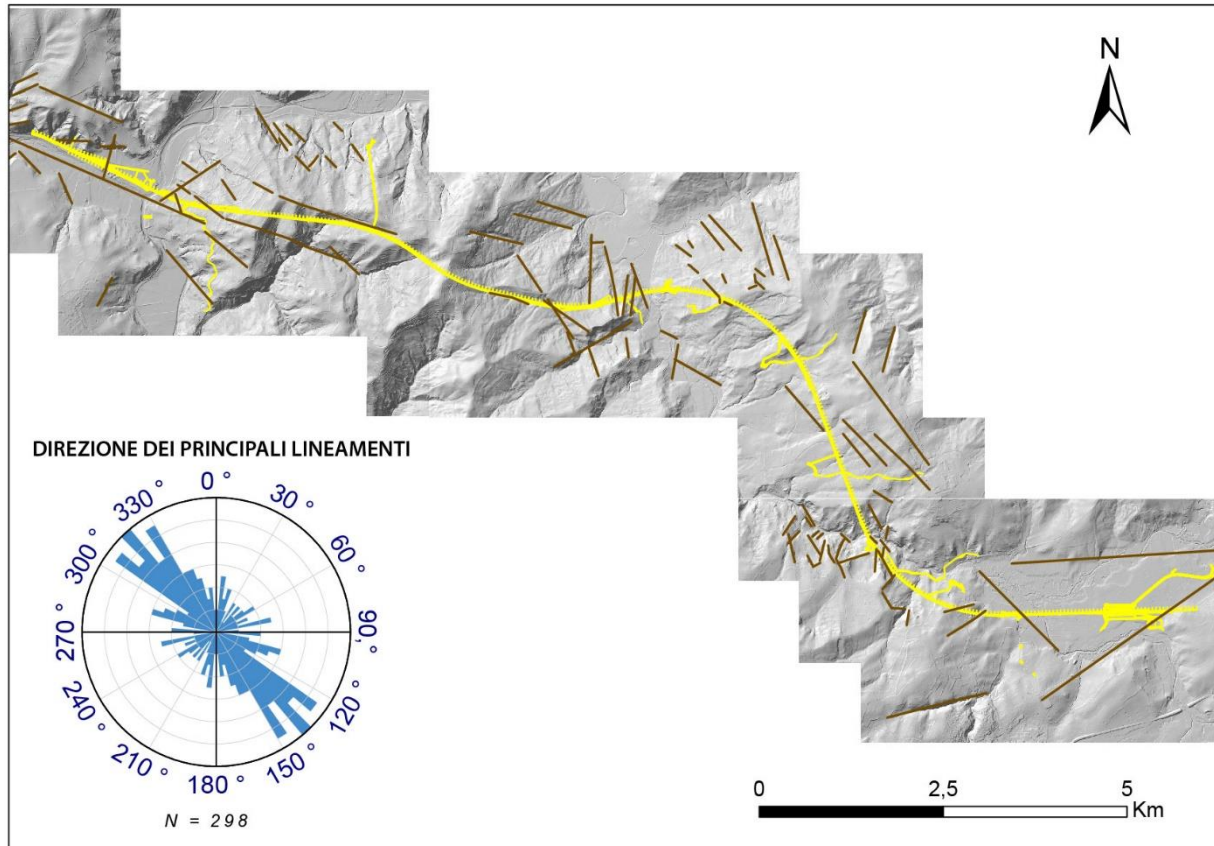 N
DIREZIONE DEI PRINCIPALI LINEAMENTI
0 °
30 °
60 °
90,°
120 °
150 °
180 °
210 °
240 °
270 °
300 °
330 °
N = 298
0 2,5 5
Km